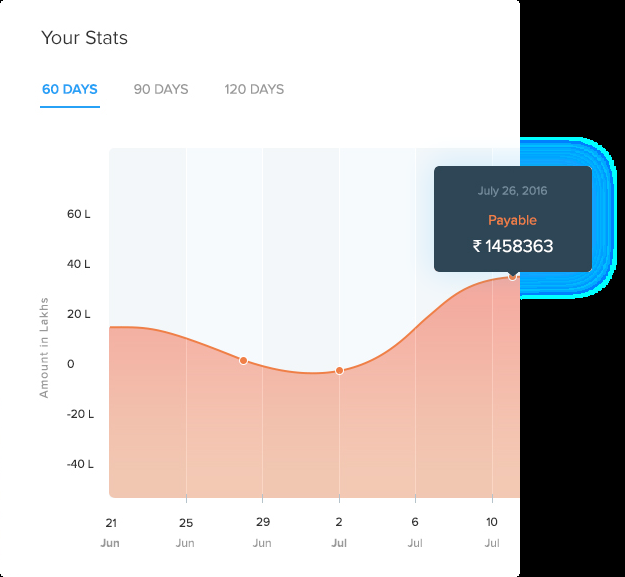 Your Stats
60 DAYS 90 DAYS 120 DAYS
July 26, 2016
Payable
₹ 1458363
60 L
40 L
20 L
0
-20 L
-40 L
Amount in Lakhs
21 25 29 2 6 10
Jun Jun Jun Jul Jul Jul